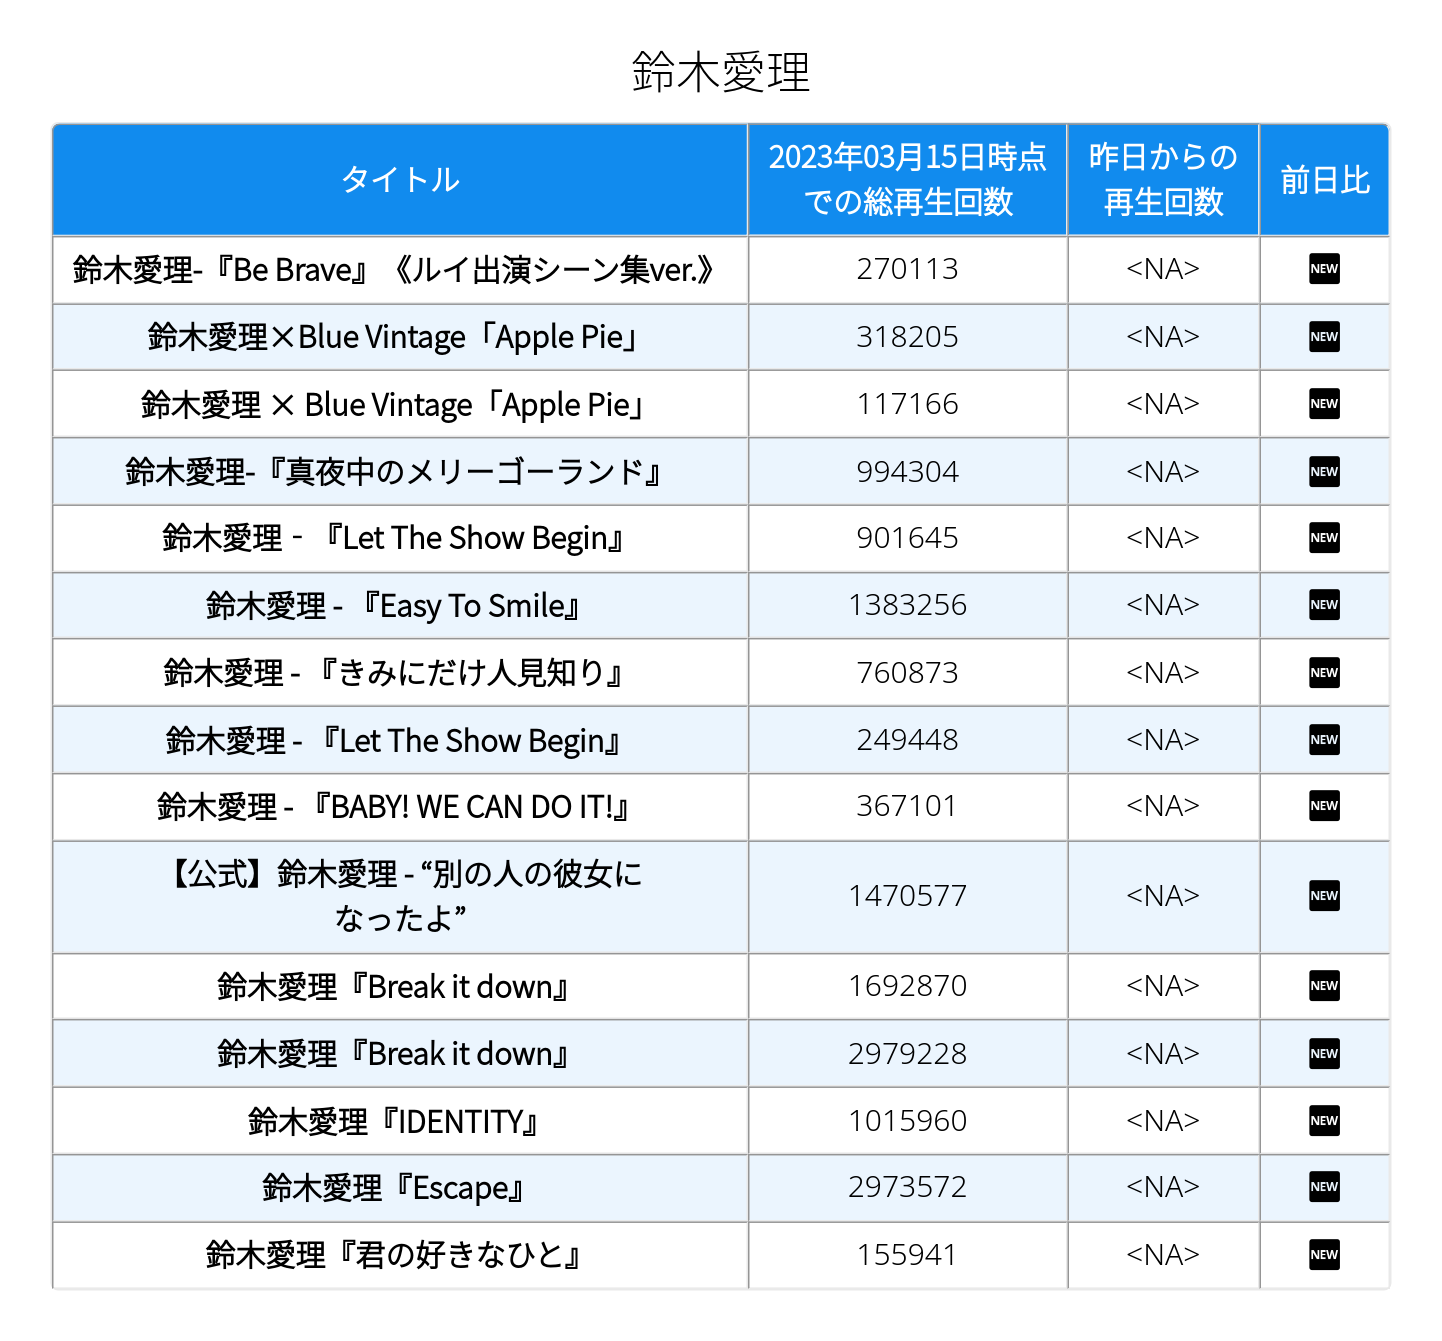 鈴木愛理
タイトル
2023年03月15日時点
での総再生回数
昨日からの
再生回数
前日比
鈴木愛理-『Be Brave』《ルイ出演シーン集ver.》 270113 <NA> NEW
鈴木愛理×Blue Vintage「Apple Pie」 318205 <NA> NEW
鈴木愛理 × Blue Vintage「Apple Pie」 117166 <NA> NEW
鈴木愛理-『真夜中のメリーゴーランド』 994304 <NA> NEW
鈴木愛理‐『Let The Show Begin』 901645 <NA> NEW
鈴木愛理 - 『Easy To Smile』 1383256 <NA> NEW
鈴木愛理 - 『きみにだけ人見知り』 760873 <NA> NEW
鈴木愛理 - 『Let The Show Begin』 249448 <NA> NEW
鈴木愛理 - 『BABY! WE CAN DO IT!』 367101 <NA> NEW
【公式】鈴木愛理 - “別の人の彼女に
なったよ” 1470577 <NA> NEW
鈴木愛理『Break it down』 1692870 <NA> NEW
鈴木愛理『Break it down』 2979228 <NA> NEW
鈴木愛理『IDENTITY』 1015960 <NA> NEW
鈴木愛理『Escape』 2973572 <NA> NEW
鈴木愛理『君の好きなひと』 155941 <NA> NEW